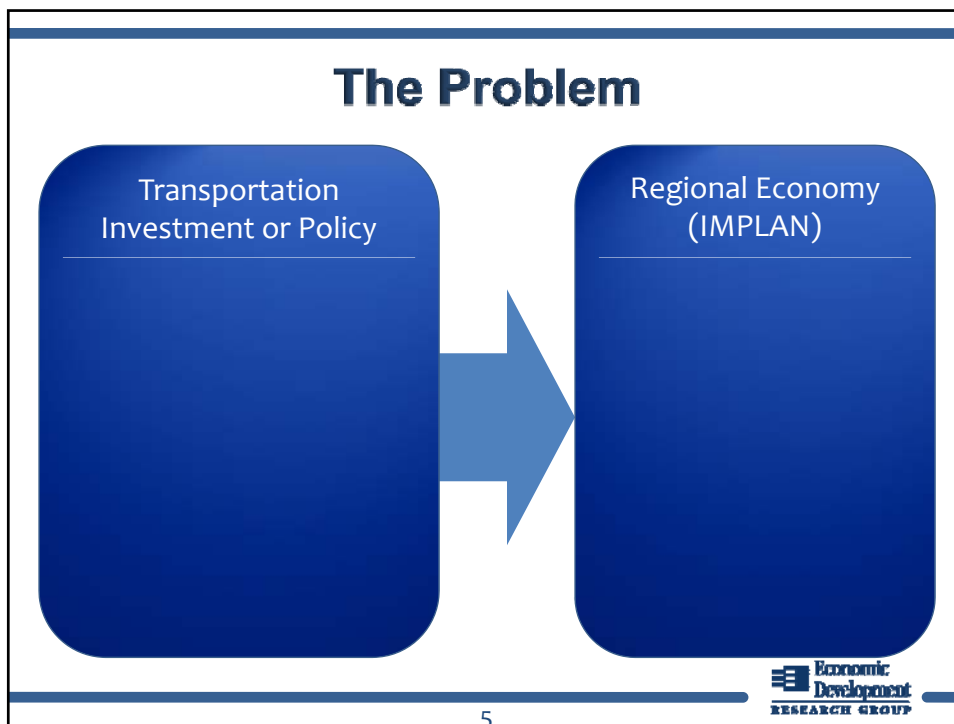 The Problem
Transportation
Investment or Policy
Regional Economy
(IMPLAN)
Economic
Development
RESEARCH GROUP
5